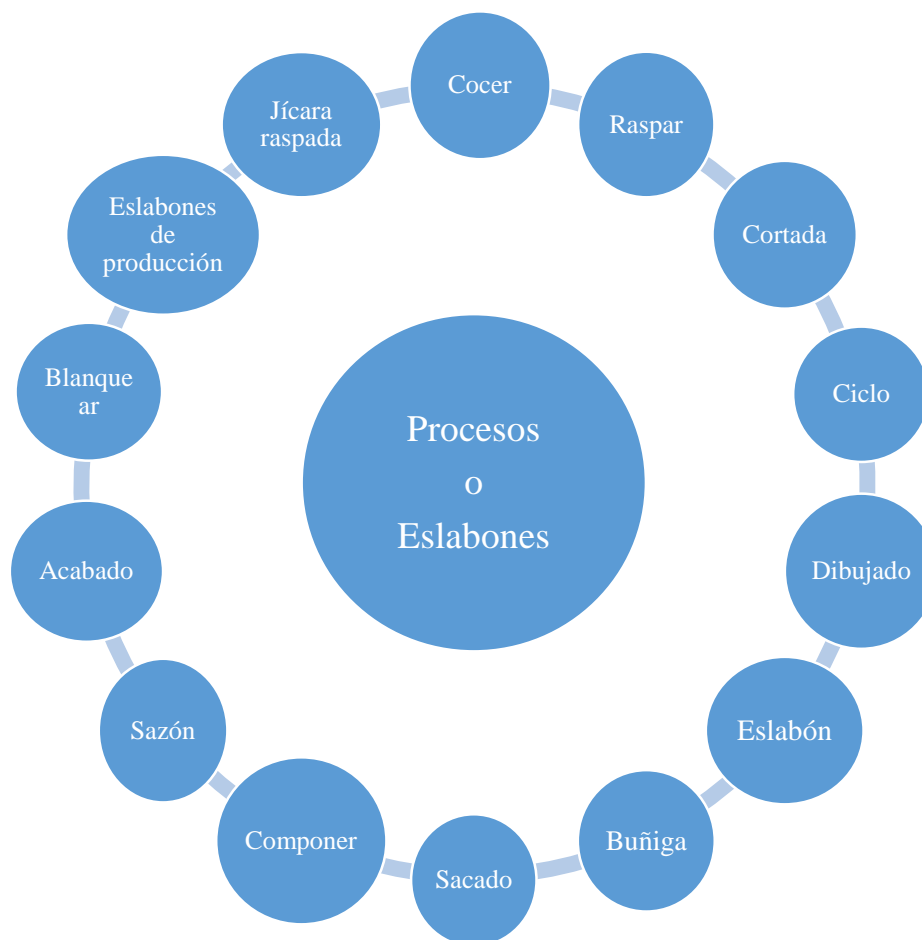 Cocer
Raspar
Cortada
Ciclo
Dibujado
Eslabón
Buñiga
Sacado
Componer
Sazón
Acabado
Blanque
ar
Eslabones
de
producción
Jícara
raspada
Procesos
o
Eslabones